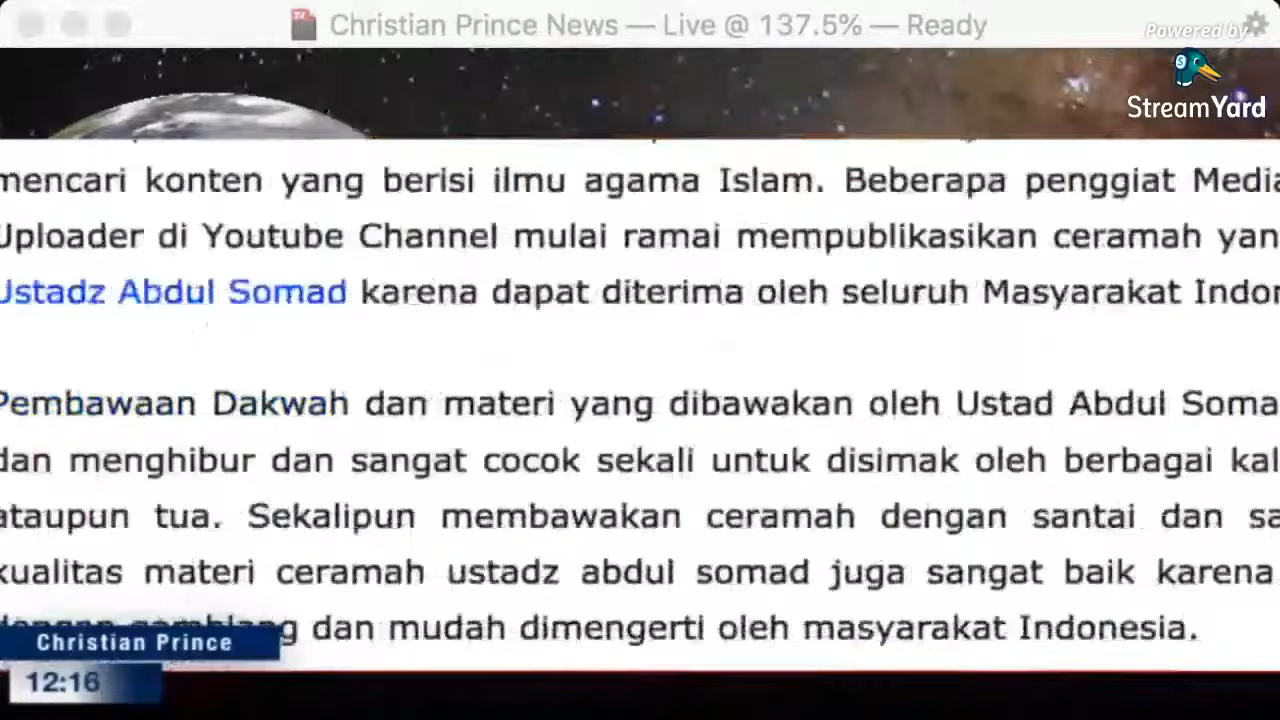 Christian Prince News — Live @ 137.5% — Ready
Powered by
StreamYard
mencari konten yang berisi ilmu agama Islam. Beberapa penggiat Media
Uploader di Youtube Channel mulai ramai mempublikasikan ceramah yan
Ustadz Abdul Somad karena dapat diterima oleh seluruh Masyarakat Indon
Pembawaan Dakwah dan materi yang dibawakan oleh Ustad Abdul Soma
dan menghibur dan sangat cocok sekali untuk disimak oleh berbagai kal
ataupun tua. Sekalipun membawakan ceramah dengan santai dan sa
kualitas materi ceramah ustadz abdul somad juga sangat baik karena
dan mudah dimengerti oleh masyarakat Indonesia.
Christian Prince
12:16